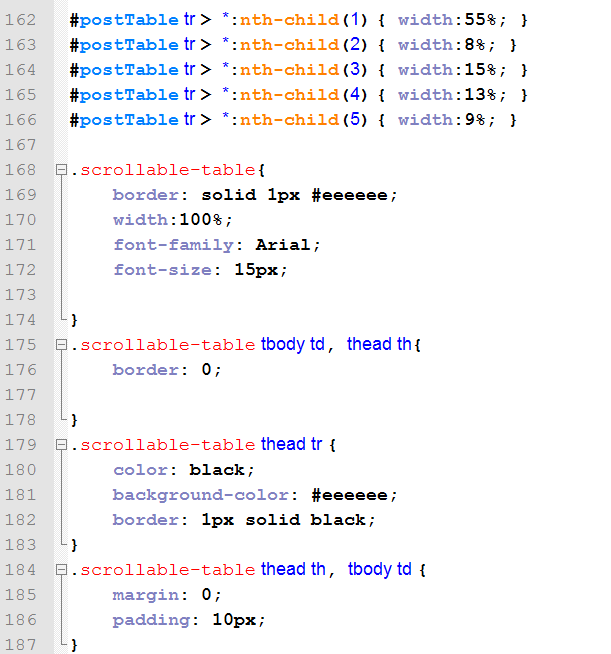 162 #postTable tr > *:nth-child(1) { width:55%; }
163 #postTable tr > *:nth-child(2) { width:8%; }
164 #postTable tr > *:nth-child(3) { width:15%; }
165 #postTable tr > *:nth-child(4) { width:13%; }
166 #postTable tr > *:nth-child(5) { width:9%; }
167
168 .scrollable-table{
169 border: solid 1px #eeeeee;
170 width:100%;
171 font-family: Arial;
172 font-size: 15px;
173
174 }
175 .scrollable-table tbody td, thead th{
176 border: 0;
177
178 }
179 .scrollable-table thead tr {
180 color: black;
181 background-color: #eeeeee;
182 border: 1px solid black;
183 }
184 .scrollable-table thead th, tbody td {
185 margin: 0;
186 padding: 10px;
187 }